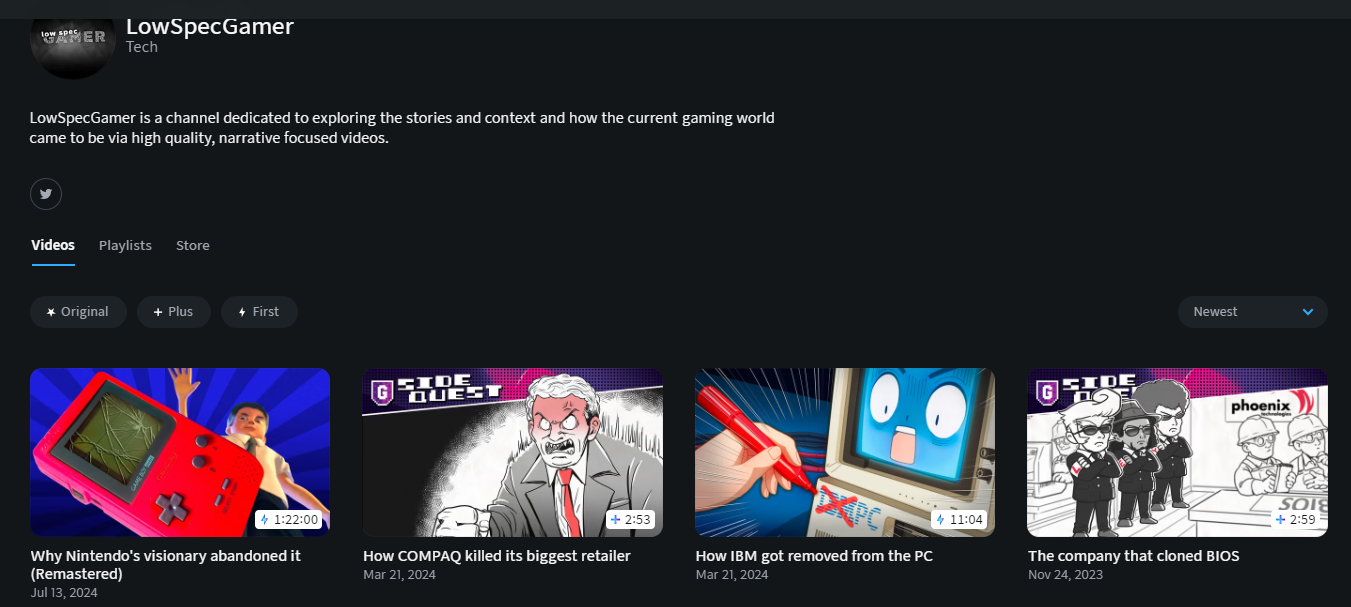 LowSpecGamer
low spec
GAMER
Tech
LowSpecGamer is a channel dedicated to exploring the stories and context and how the current gaming world
came to be via high quality, narrative focused videos.
Videos Playlists Store
Original Plus First Newest
GAME BOY
1:22:00
G SIDE
QUEST
2:53
PC
11:04
G SIDE
QUEST
phoenix
technologies
2:59
Why Nintendo's visionary abandoned it
(Remastered)
Jul 13, 2024
How COMPAQ killed its biggest retailer
Mar 21, 2024
How IBM got removed from the PC
Mar 21, 2024
The company that cloned BIOS
Nov 24, 2023